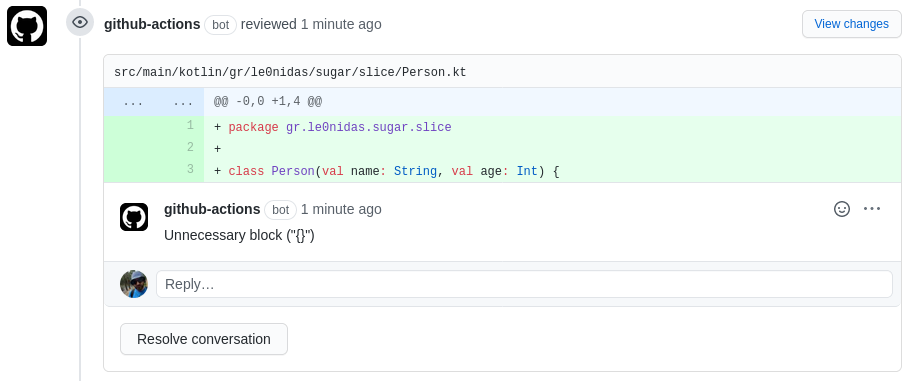 github-actions bot reviewed 1 minute ago View changes
src/main/kotlin/gr/le0nidas/sugar/slice/Person.kt
... ... @@ -0,0 +1,4 @@
1 + package gr.le0nidas.sugar.slice
2 +
3 + class Person(val name: String, val age: Int) {
github-actions bot 1 minute ago
Unnecessary block ("{}")
Reply…
Resolve conversation